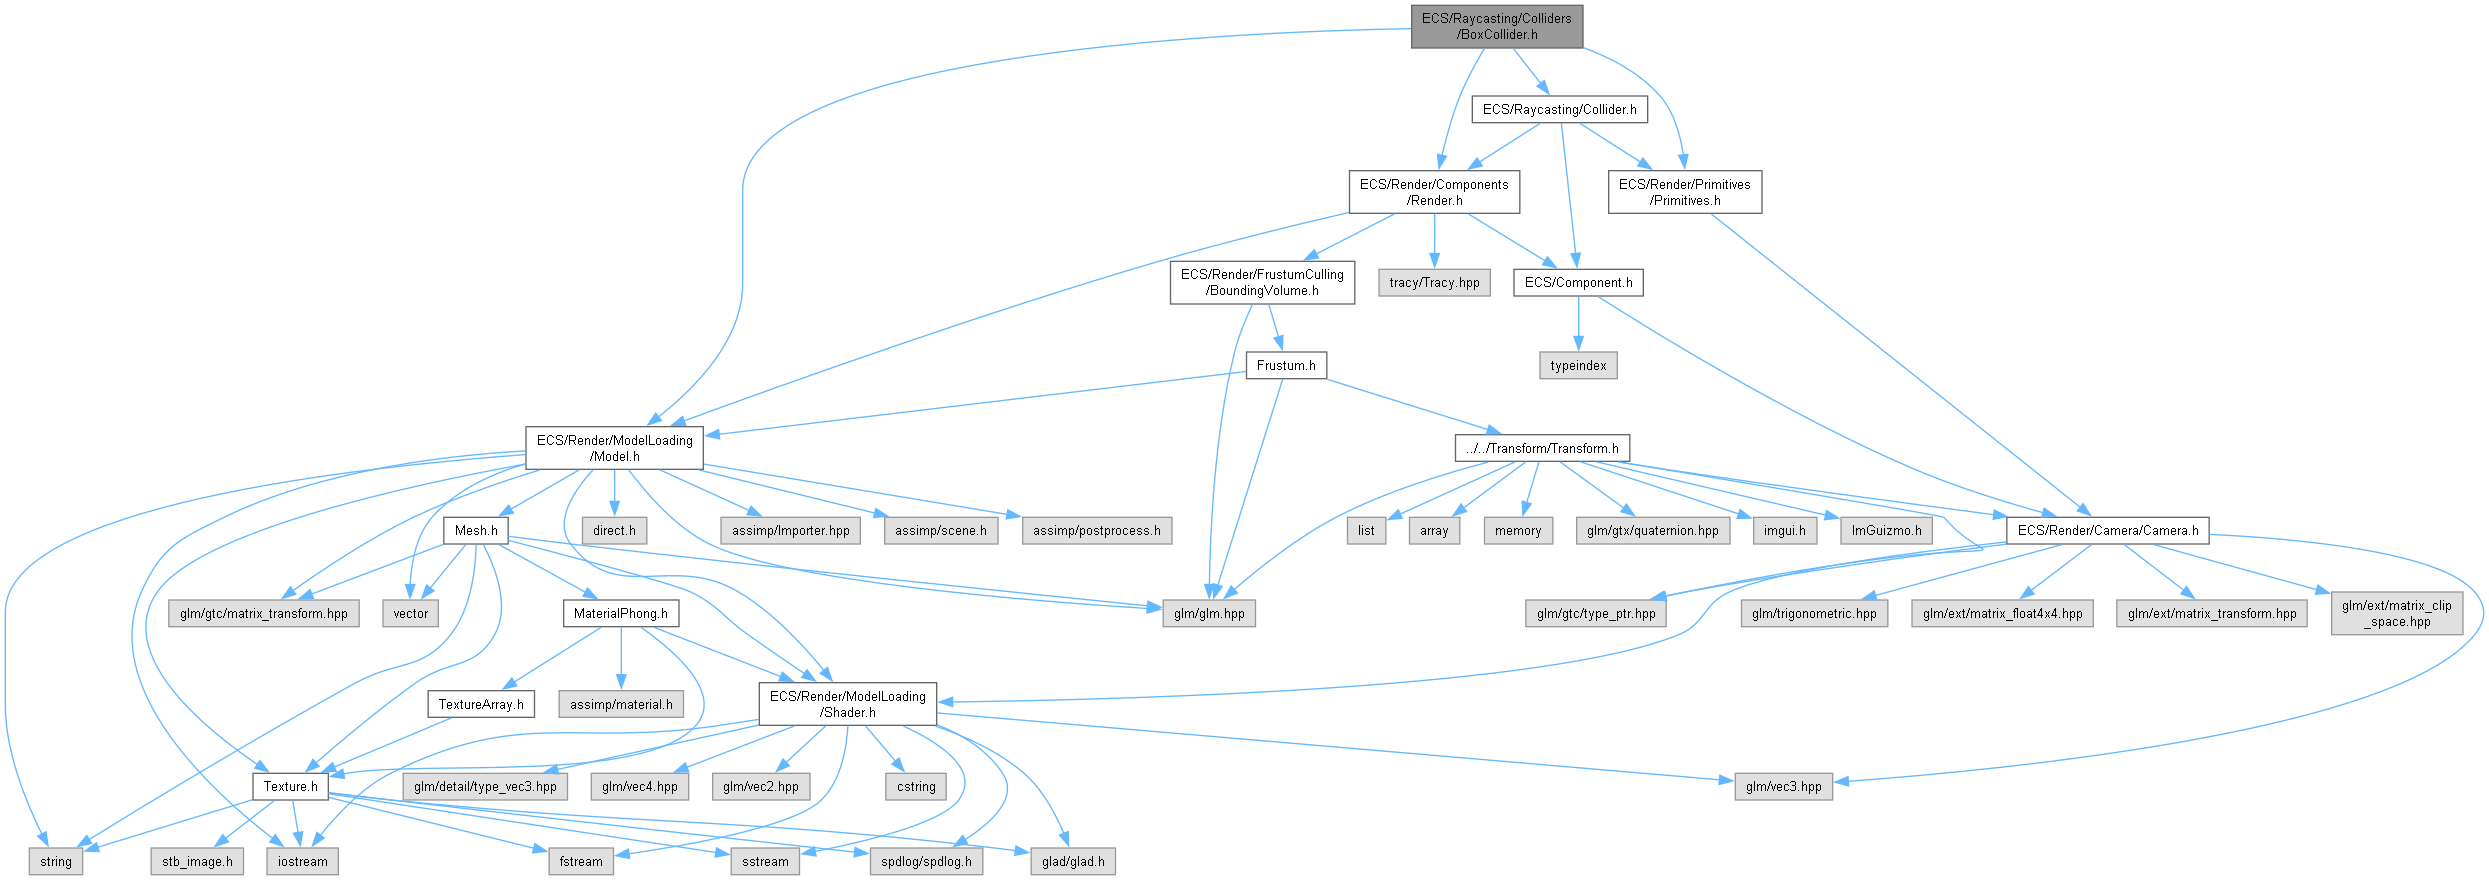 ECS/Raycasting/Colliders
/BoxCollider.h
ECS/Raycasting/Collider.h
ECS/Render/Components
/Render.h
ECS/Render/Primitives
/Primitives.h
ECS/Render/FrustumCulling
/BoundingVolume.h
tracy/Tracy.hpp
ECS/Component.h
Frustum.h
typeindex
ECS/Render/ModelLoading
/Model.h
../../Transform/Transform.h
Mesh.h
direct.h
assimp/Importer.hpp
assimp/scene.h
assimp/postprocess.h
list
array
memory
glm/gtx/quaternion.hpp
imgui.h
ImGuizmo.h
ECS/Render/Camera/Camera.h
glm/gtc/matrix_transform.hpp
vector
MaterialPhong.h
glm/glm.hpp
glm/gtc/type_ptr.hpp
glm/trigonometric.hpp
glm/ext/matrix_float4x4.hpp
glm/ext/matrix_transform.hpp
glm/ext/matrix_clip
_space.hpp
TextureArray.h
assimp/material.h
ECS/Render/ModelLoading
/Shader.h
Texture.h
glm/detail/type_vec3.hpp
glm/vec4.hpp
glm/vec2.hpp
cstring
glm/vec3.hpp
string
stb_image.h
iostream
fstream
sstream
spdlog/spdlog.h
glad/glad.h